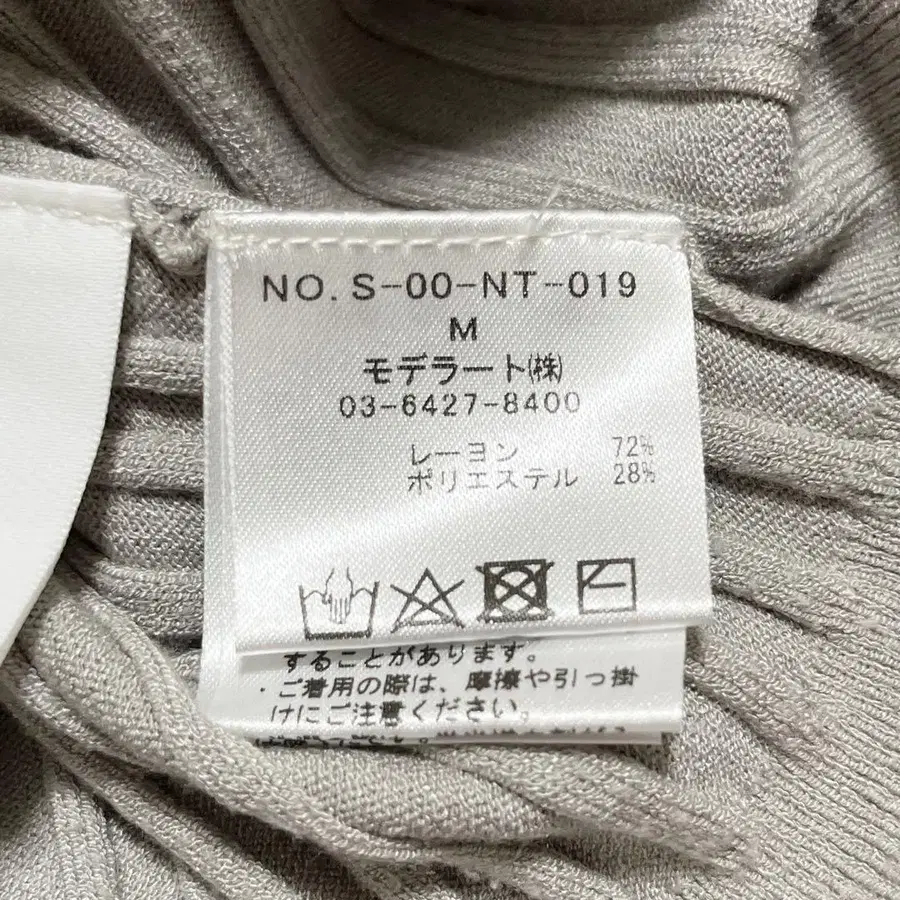 NO. S-00-NT-019
M
モデラート(株)
03-6427-8400
レーヨン 72%
ポリエステル 28%
することがあります。
・ご着用の際は、摩擦や引っ掛
けにご注意ください。